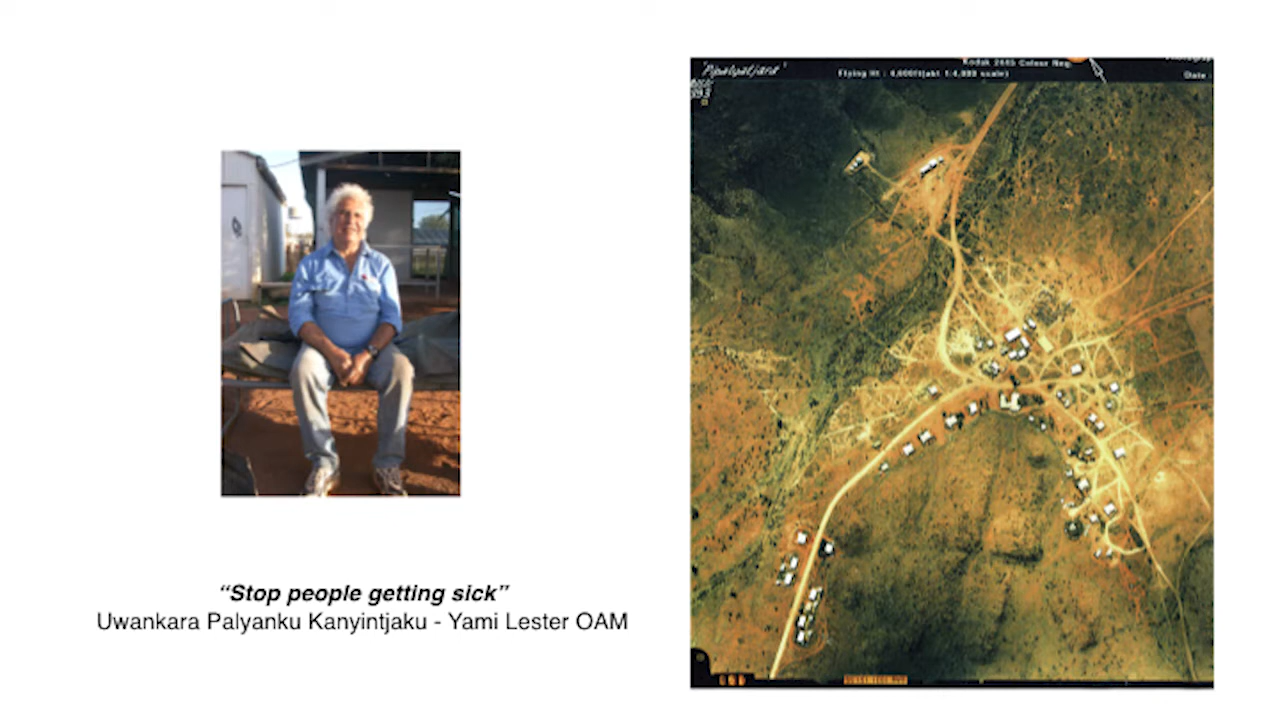 “Stop people getting sick”
Uwankara Palyanku Kanyintjaku - Yami Lester OAM
'Pipalyatjara'
Kodak 2445 Colour Neg.
Flying Ht : 4,000ft(abt 1:4,000 scale)
Date :